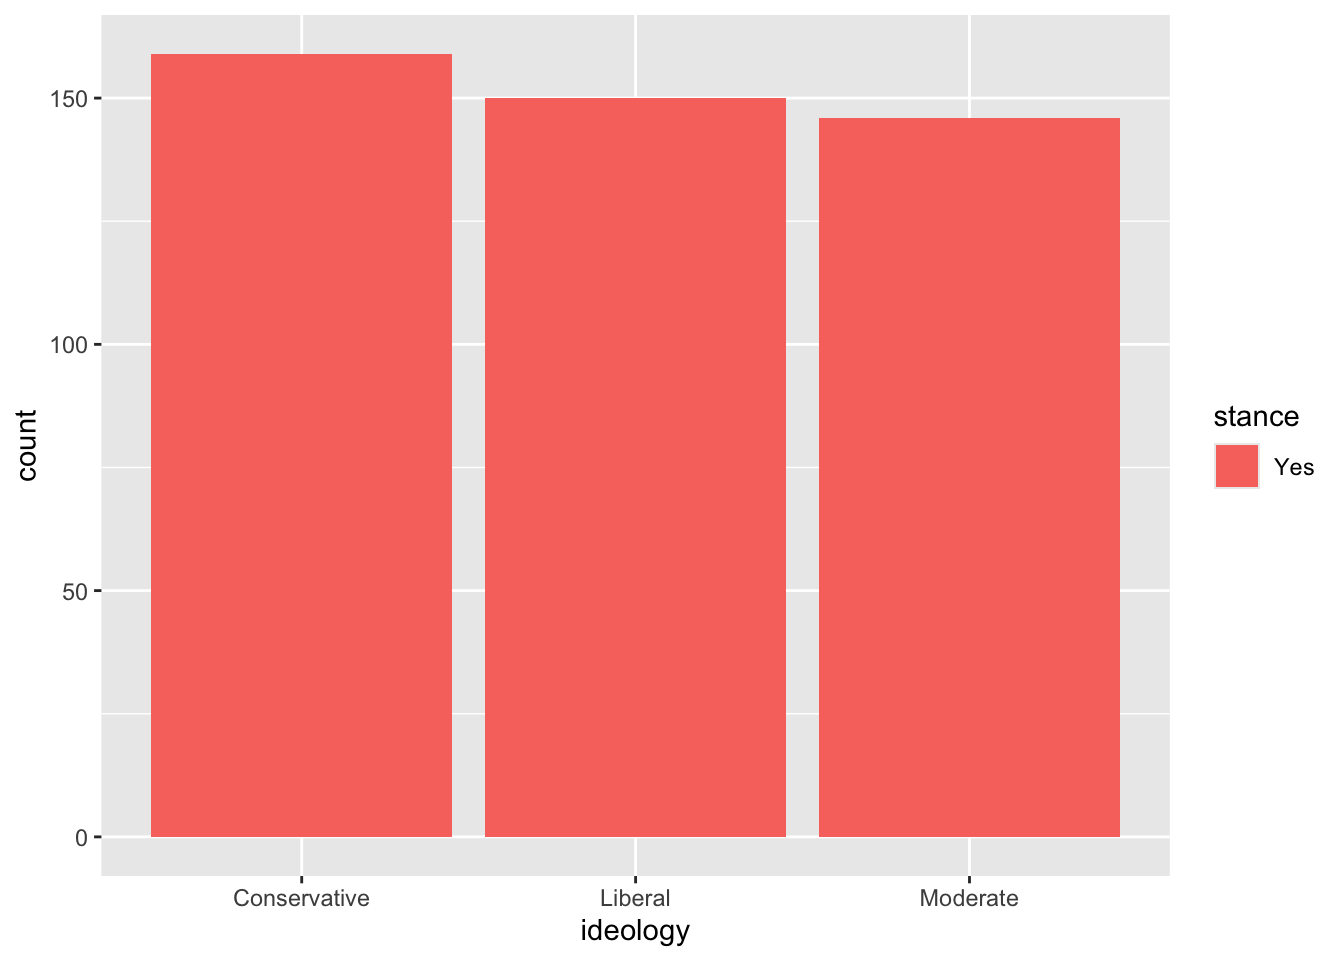 150
100
50
0
count
Conservative
Liberal
Moderate
ideology
stance
Yes